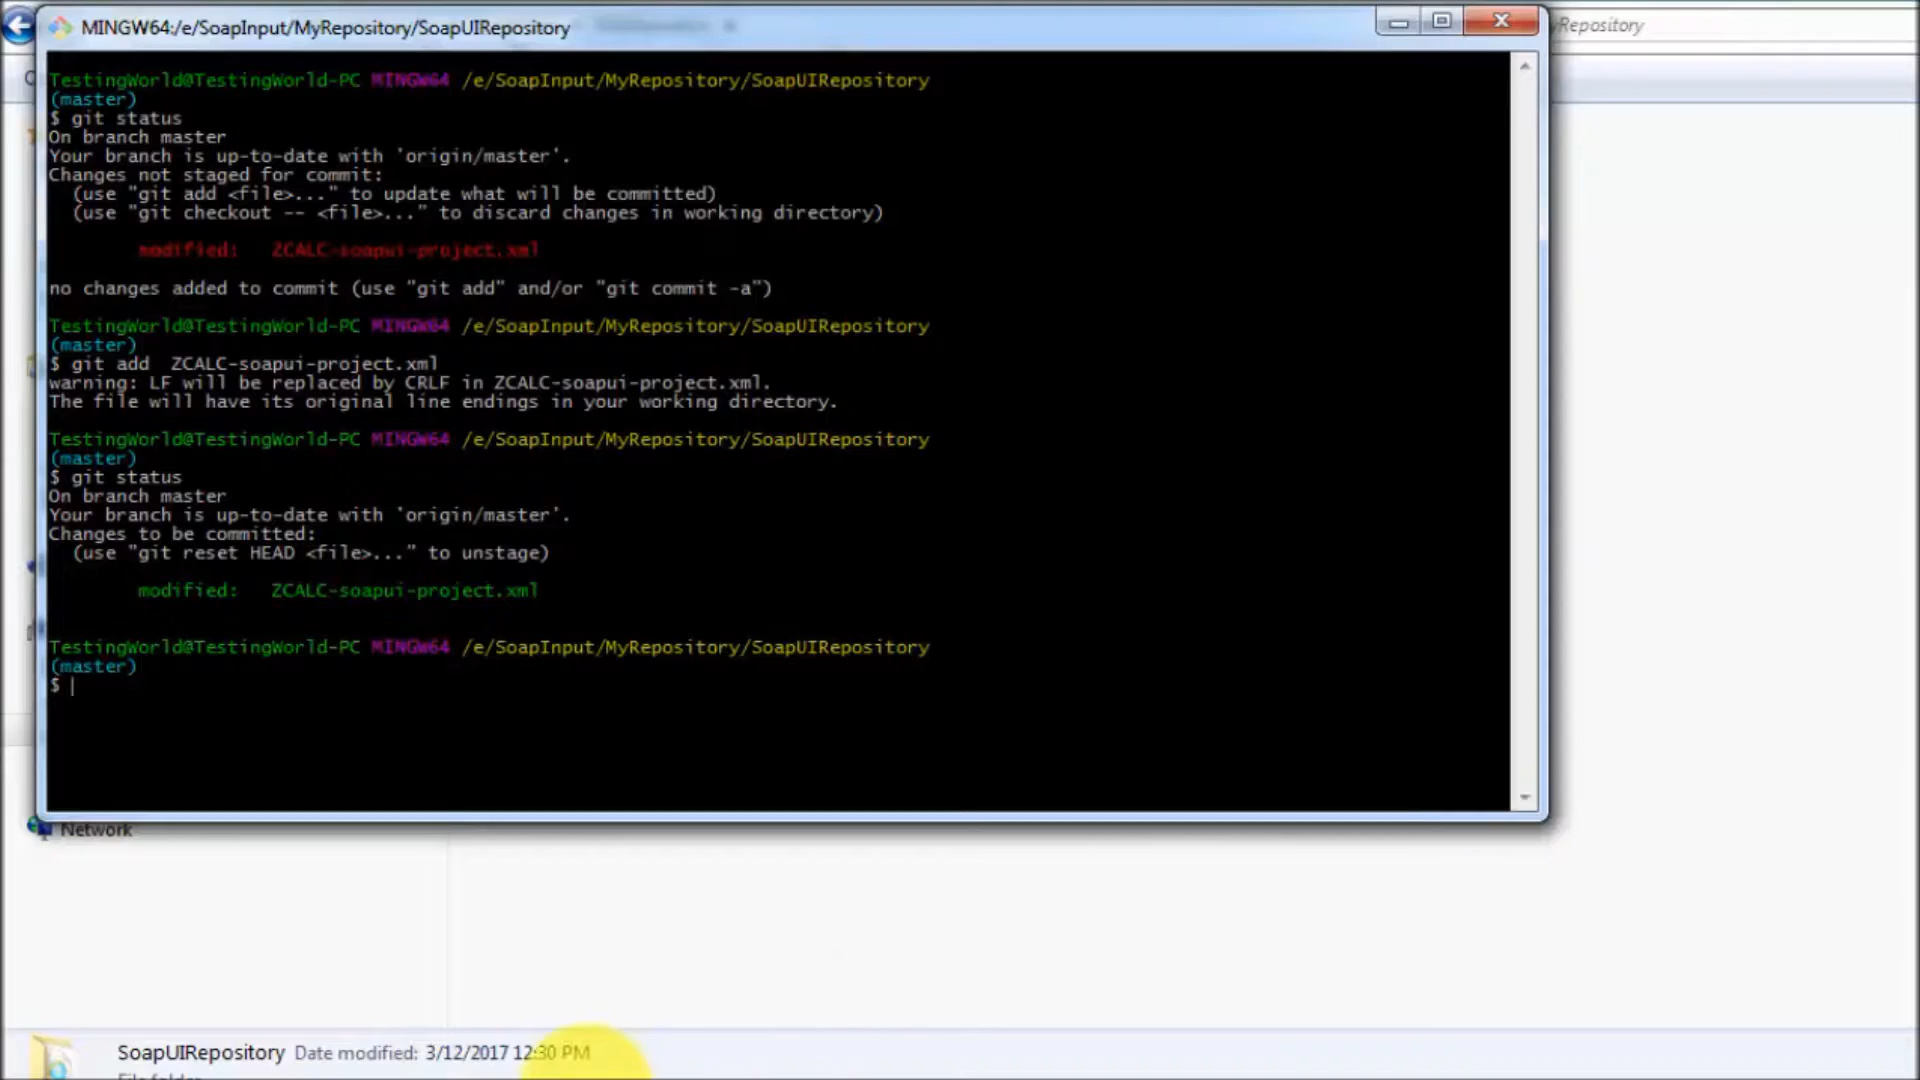 MINGW64:/e/SoapInput/MyRepository/SoapUIRepository
yRepository
TestingWorld@TestingWorld-PC MINGW64 /e/SoapInput/MyRepository/SoapUIRepository
(master)
$ git status
On branch master
Your branch is up-to-date with 'origin/master'.
Changes not staged for commit:
(use "git add <file>..." to update what will be committed)
(use "git checkout -- <file>..." to discard changes in working directory)
modified: ZCALC-soapui-project.xml
no changes added to commit (use "git add" and/or "git commit -a")
TestingWorld@TestingWorld-PC MINGW64 /e/SoapInput/MyRepository/SoapUIRepository
(master)
$ git add ZCALC-soapui-project.xml
warning: LF will be replaced by CRLF in ZCALC-soapui-project.xml.
The file will have its original line endings in your working directory.
TestingWorld@TestingWorld-PC MINGW64 /e/SoapInput/MyRepository/SoapUIRepository
(master)
$ git status
On branch master
Your branch is up-to-date with 'origin/master'.
Changes to be committed:
(use "git reset HEAD <file>..." to unstage)
modified: ZCALC-soapui-project.xml
TestingWorld@TestingWorld-PC MINGW64 /e/SoapInput/MyRepository/SoapUIRepository
(master)
$
Network
SoapUIRepository Date modified: 3/12/2017 12:30 PM
File folder